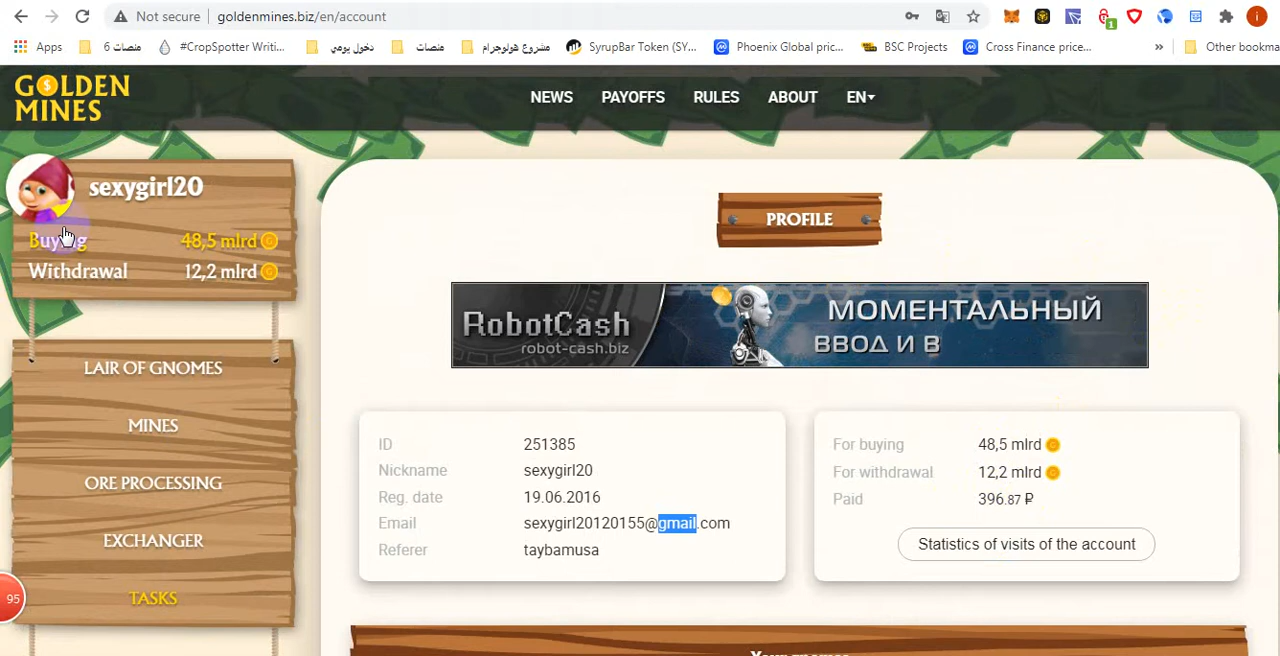 Not secure | goldenmines.biz/en/account
1
i
Apps
منصات 6
#CropSpotter Writi...
دخول يومي
منصات
مشروع هولوجرام
SyrupBar Token (SY...
Phoenix Global pric...
BSC Projects
Cross Finance price...
»
Other bookma
GOLDEN
MINES
NEWS
PAYOFFS
RULES
ABOUT
EN
sexygirl20
Buying
48,5 mlrd
Withdrawal
12,2 mlrd
LAIR OF GNOMES
MINES
ORE PROCESSING
EXCHANGER
TASKS
95
PROFILE
RobotCash
robot-cash.biz
МОМЕНТАЛЬНЫЙ
ВВОД И В
ID
251385
Nickname
sexygirl20
Reg. date
19.06.2016
Email
sexygirl20120155@gmail.com
Referer
taybamusa
For buying
48,5 mlrd
For withdrawal
12,2 mlrd
Paid
396.87 ₽
Statistics of visits of the account
Your gnomes